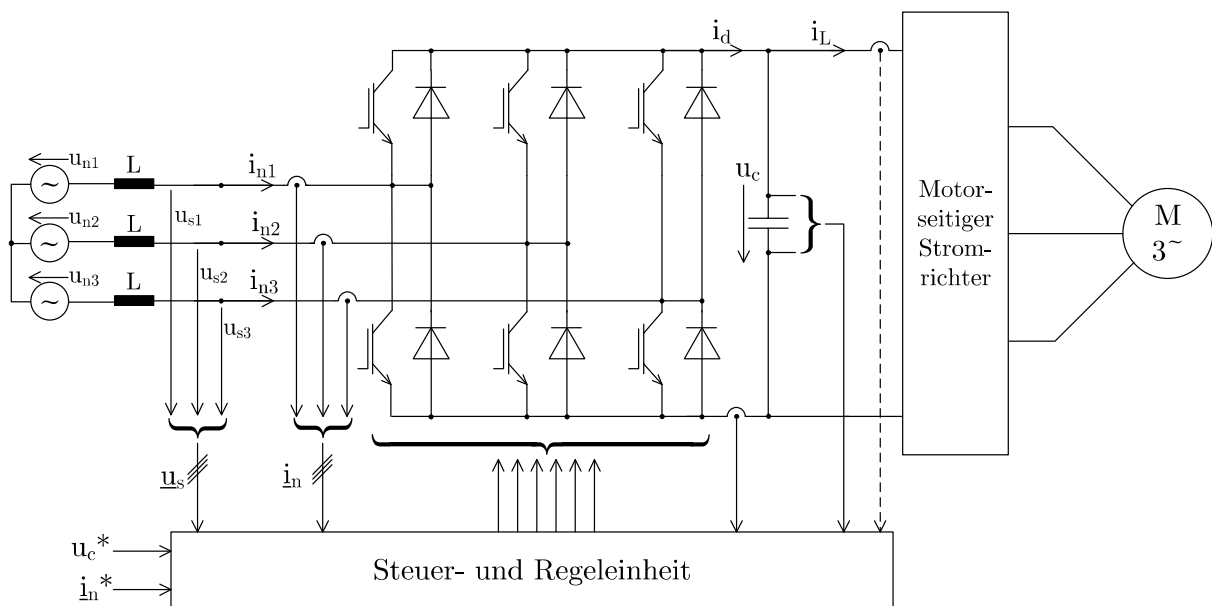 i_d
i_L
u_n1
L
i_n1
u_n2
L
i_n2
u_n3
L
i_n3
u_s1
u_s2
u_s3
u_c
Motor-
seitiger
Strom-
richter
M
3~
~
~
~
u_s
i_n
u_c*
i_n*
Steuer- und Regeleinheit